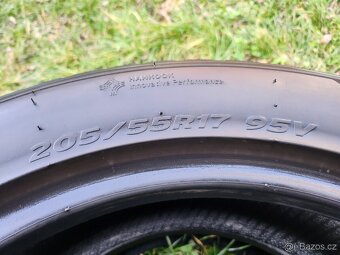 HANKOOK
Innovative Performance
205/55R17 95V
© bazos.cz